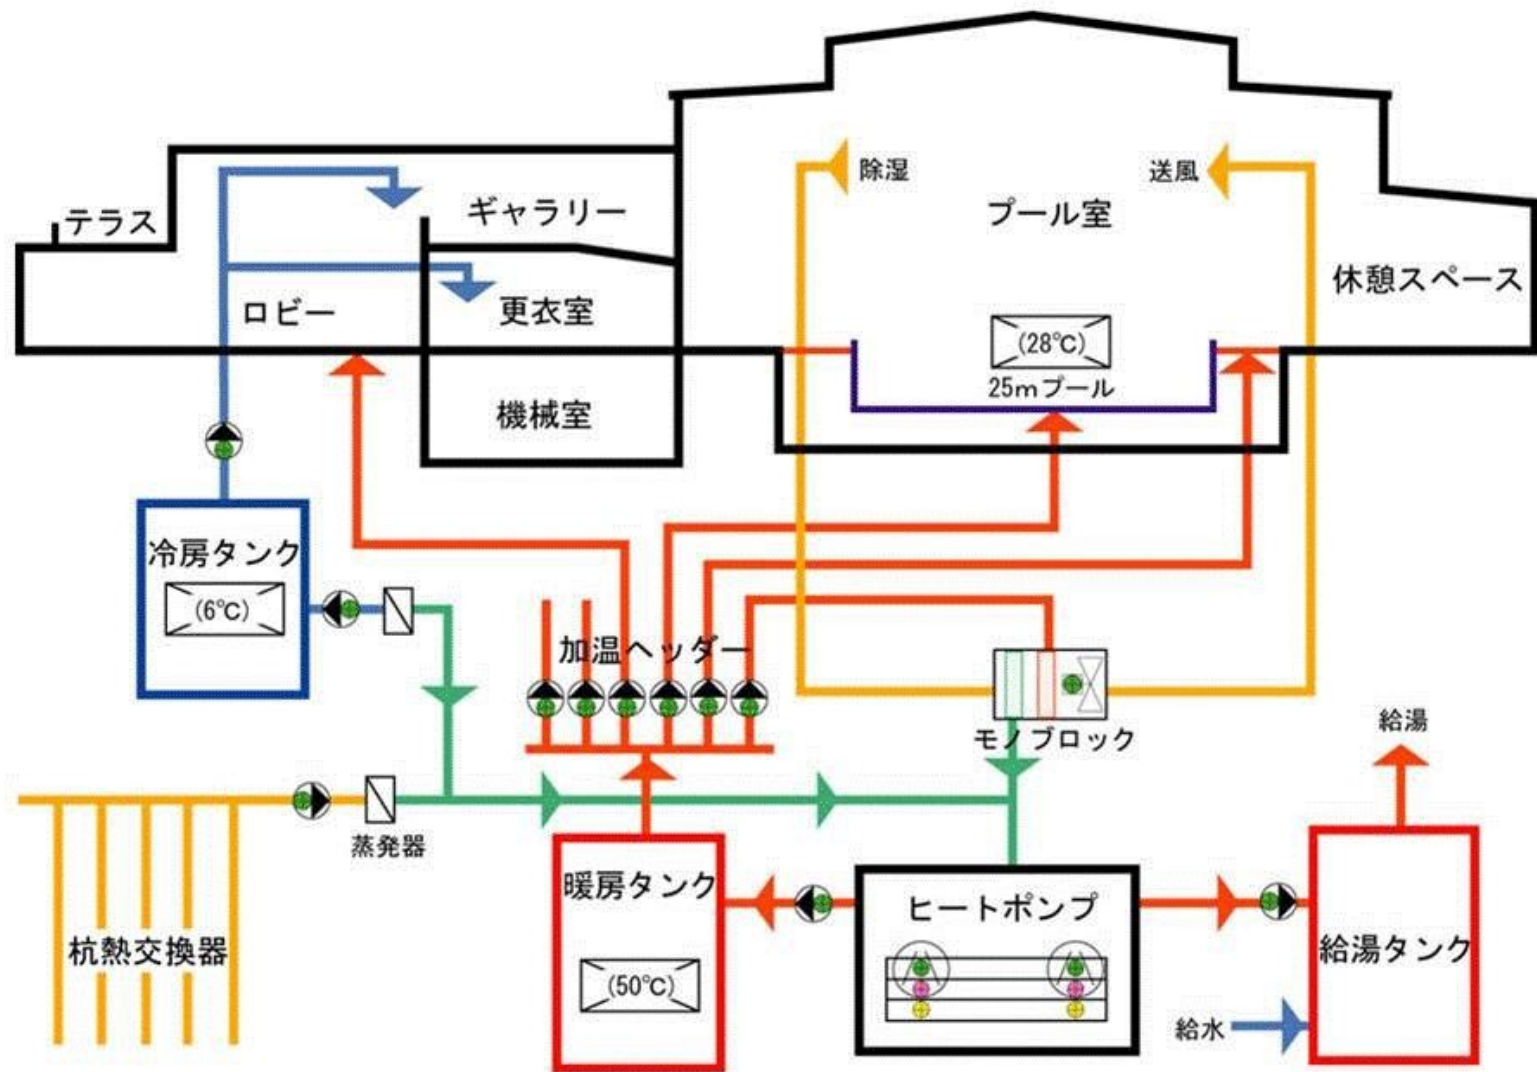 除湿
送風
テラス
ギャラリー
プール室
休憩スペース
ロビー
更衣室
(28℃)
25mプール
機械室
冷房タンク
(6℃)
加温ヘッダー
モノブロック
給湯
蒸発器
暖房タンク
ヒートポンプ
杭熱交換器
給湯タンク
(50℃)
給水